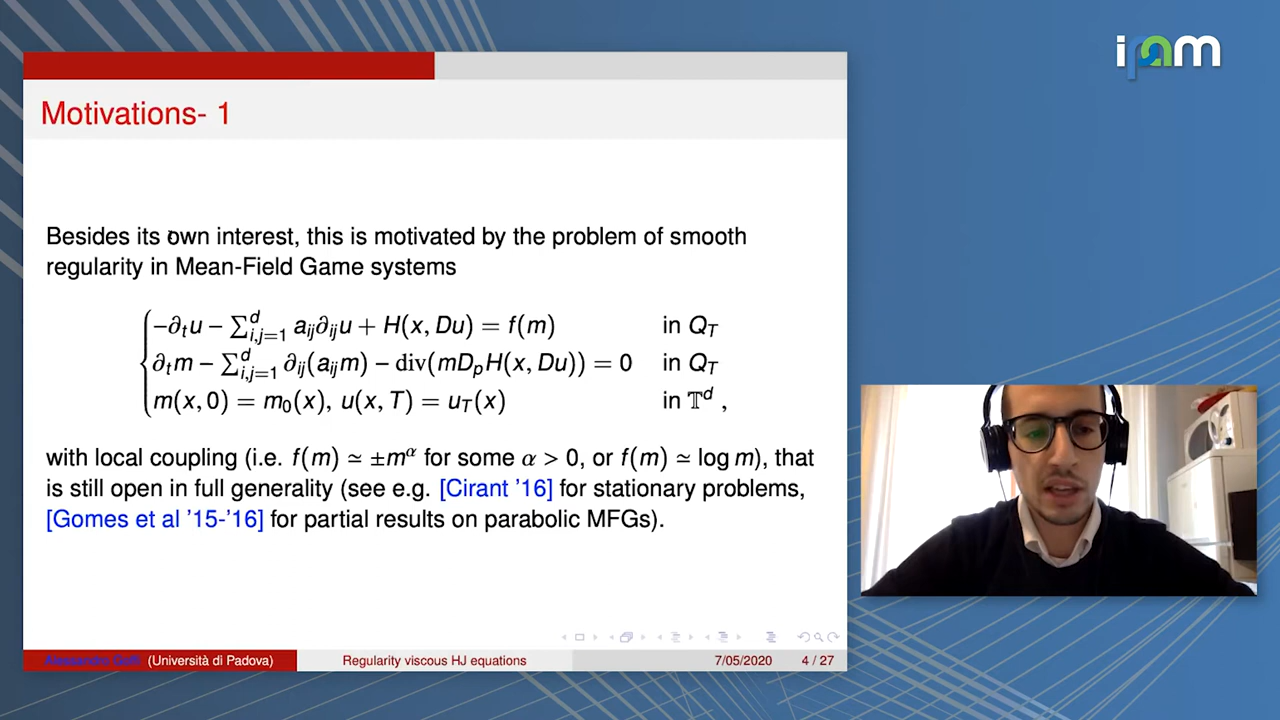 ipam
Motivations- 1
Besides its own interest, this is motivated by the problem of smooth
regularity in Mean-Field Game systems
−∂ₜu − ∑ᵈᵢ,ⱼ₌₁ aᵢⱼ∂ᵢⱼu + H(x, Du) = f(m) in Q_T
∂ₜm − ∑ᵈᵢ,ⱼ₌₁ ∂ᵢⱼ(aᵢⱼm) − div(mDₚH(x, Du)) = 0 in Q_T
m(x, 0) = m₀(x), u(x, T) = u_T(x) in 𝕋ᵈ ,
with local coupling (i.e. f(m) ≃ ±mᵅ for some α > 0, or f(m) ≃ log m), that
is still open in full generality (see e.g. [Cirant '16] for stationary problems,
[Gomes et al '15-'16] for partial results on parabolic MFGs).
Alessandro Goffi (Università di Padova) Regularity viscous HJ equations 7/05/2020 4 / 27